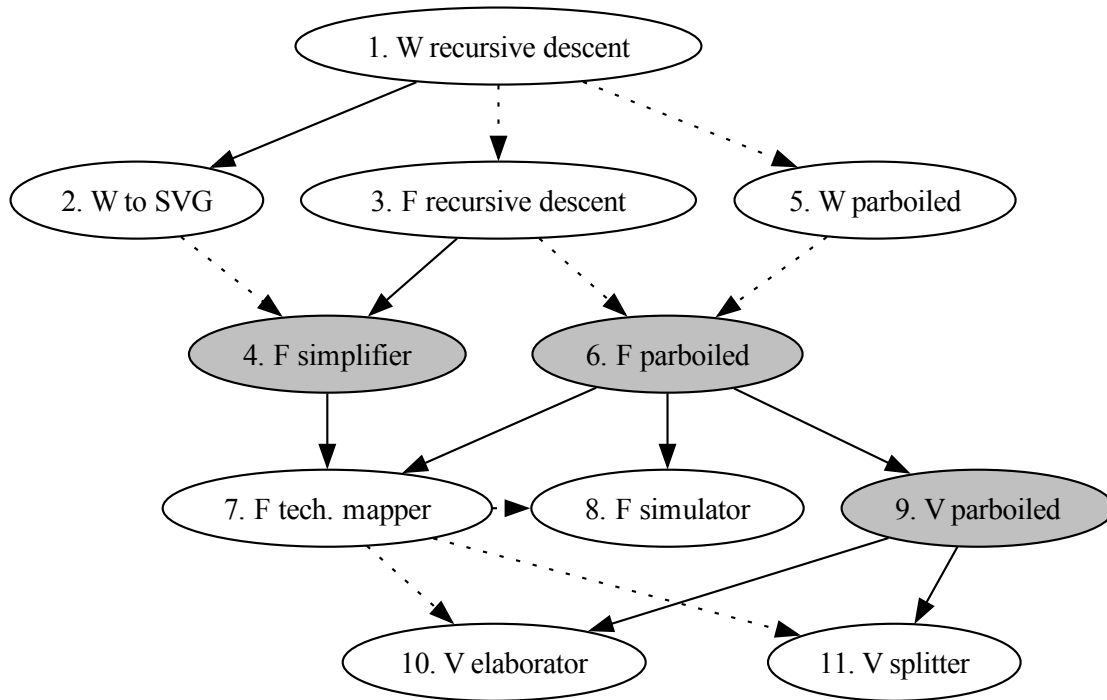 1. W recursive descent
2. W to SVG
3. F recursive descent
5. W parboiled
4. F simplifier
6. F parboiled
7. F tech. mapper
8. F simulator
9. V parboiled
10. V elaborator
11. V splitter